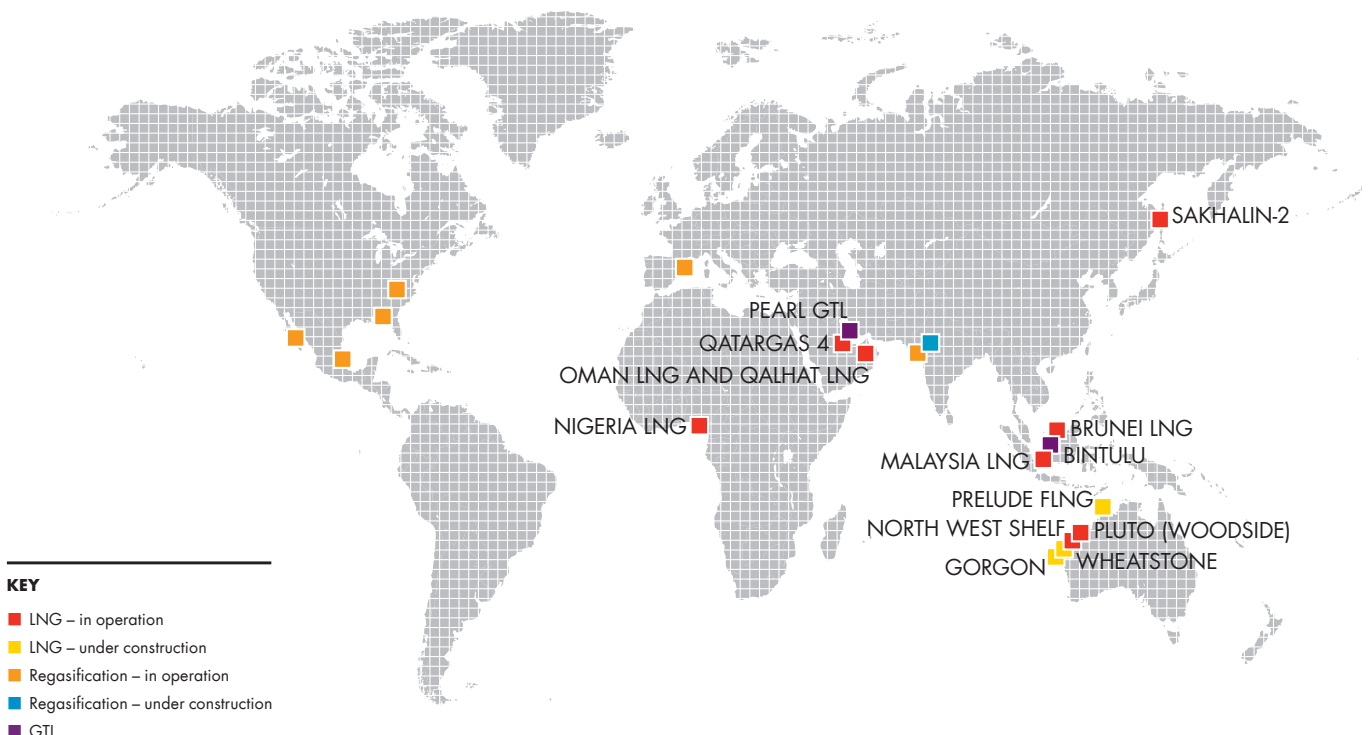 SAKHALIN-2
PEARL GTL
QATARGAS 4
OMAN LNG AND QALHAT LNG
NIGERIA LNG
BRUNEI LNG
BINTULU
MALAYSIA LNG
PRELUDE FLNG
NORTH WEST SHELF
PLUTO (WOODSIDE)
WHEATSTONE
GORGON
KEY
LNG – in operation
LNG – under construction
Regasification – in operation
Regasification – under construction
GTL